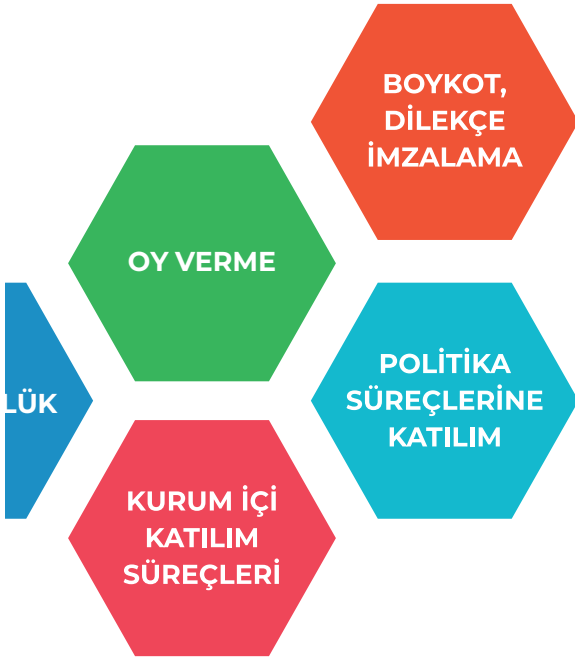 BOYKOT,
DİLEKÇE
İMZALAMA
OY VERME
LÜK
POLİTİKA
SÜREÇLERİNE
KATILIM
KURUM İÇİ
KATILIM
SÜREÇLERİ